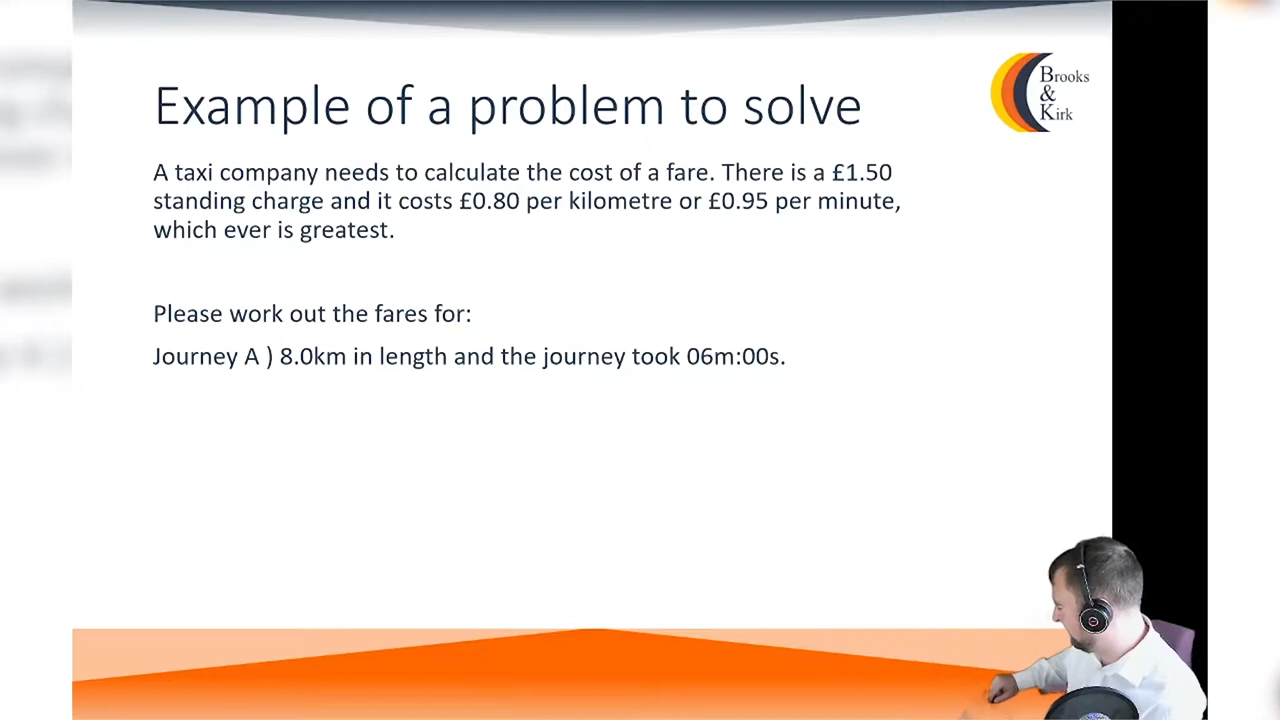 Example of a problem to solve
Brooks
&
Kirk
A taxi company needs to calculate the cost of a fare. There is a £1.50
standing charge and it costs £0.80 per kilometre or £0.95 per minute,
which ever is greatest.
Please work out the fares for:
Journey A ) 8.0km in length and the journey took 06m:00s.